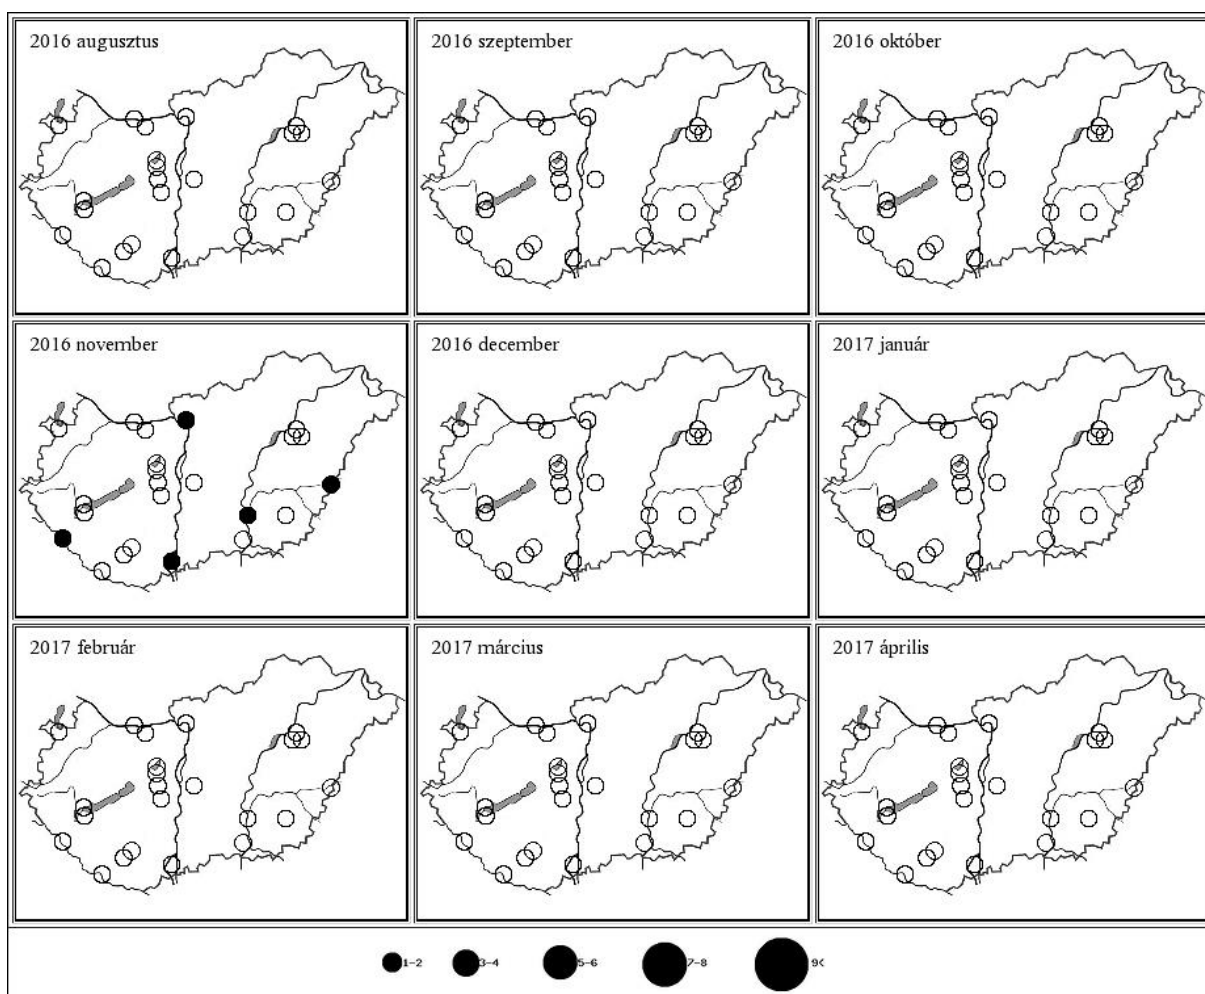 2016 augusztus
2016 szeptember
2016 október
2016 november
2016 december
2017 január
2017 február
2017 március
2017 április
1-2
3-4
5-6
7-8
9<